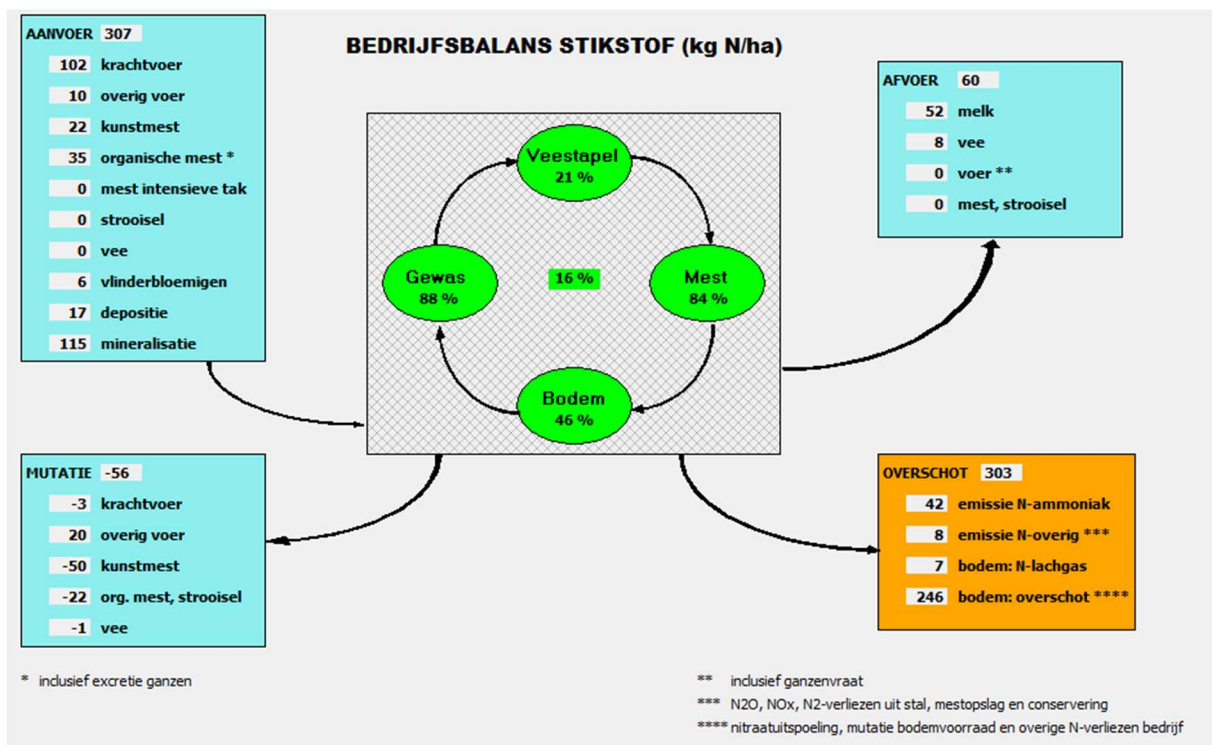 BEDRIJFSBALANS STIKSTOF (kg N/ha)
AANVOER 307
102 krachtvoer
10 overig voer
22 kunstmest
35 organische mest *
0 mest intensieve tak
0 strooisel
0 vee
6 vlinderbloemigen
17 depositie
115 mineralisatie
Veestapel
21 %
Gewas
88 %
16 %
Mest
84 %
Bodem
46 %
AFVOER 60
52 melk
8 vee
0 voer **
0 mest, strooisel
MUTATIE -56
-3 krachtvoer
20 overig voer
-50 kunstmest
-22 org. mest, strooisel
-1 vee
OVERSCHOT 303
42 emissie N-ammoniak
8 emissie N-overig ***
7 bodem: N-lachgas
246 bodem: overschot ****
* inclusief excretie ganzen
** inclusief ganzenvraat
*** N2O, NOx, N2-verliezen uit stal, mestopslag en conservering
**** nitraatuitspoeling, mutatie bodemvoorraad en overige N-verliezen bedrijf